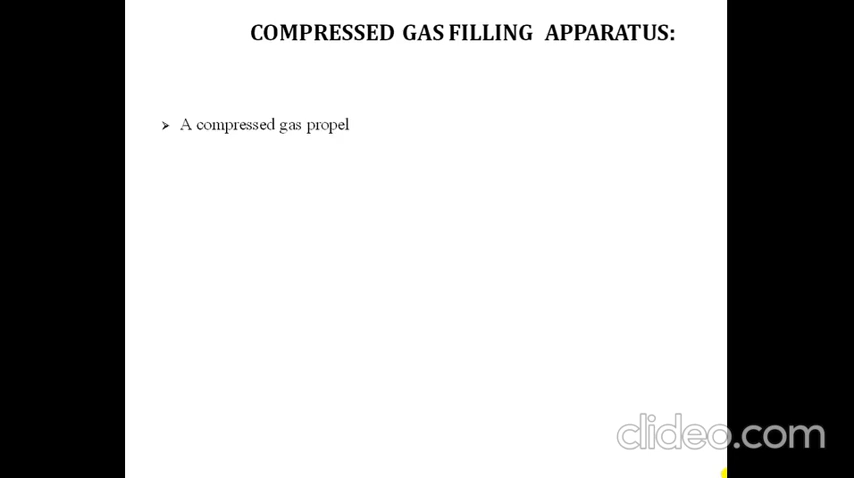 COMPRESSED GAS FILLING APPARATUS:
➢ A compressed gas propel
clideo.com